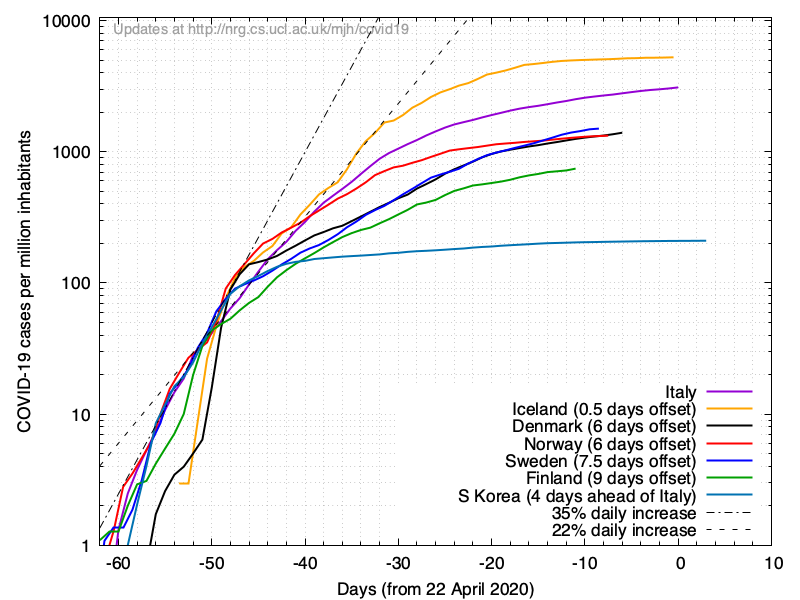 Updates at http://nrg.cs.ucl.ac.uk/mjh/covid19
10000
1000
100
10
1
COVID-19 cases per million inhabitants
Italy
Iceland (0.5 days offset)
Denmark (6 days offset)
Norway (6 days offset)
Sweden (7.5 days offset)
Finland (9 days offset)
S Korea (4 days ahead of Italy)
35% daily increase
22% daily increase
-60 -50 -40 -30 -20 -10 0 10
Days (from 22 April 2020)